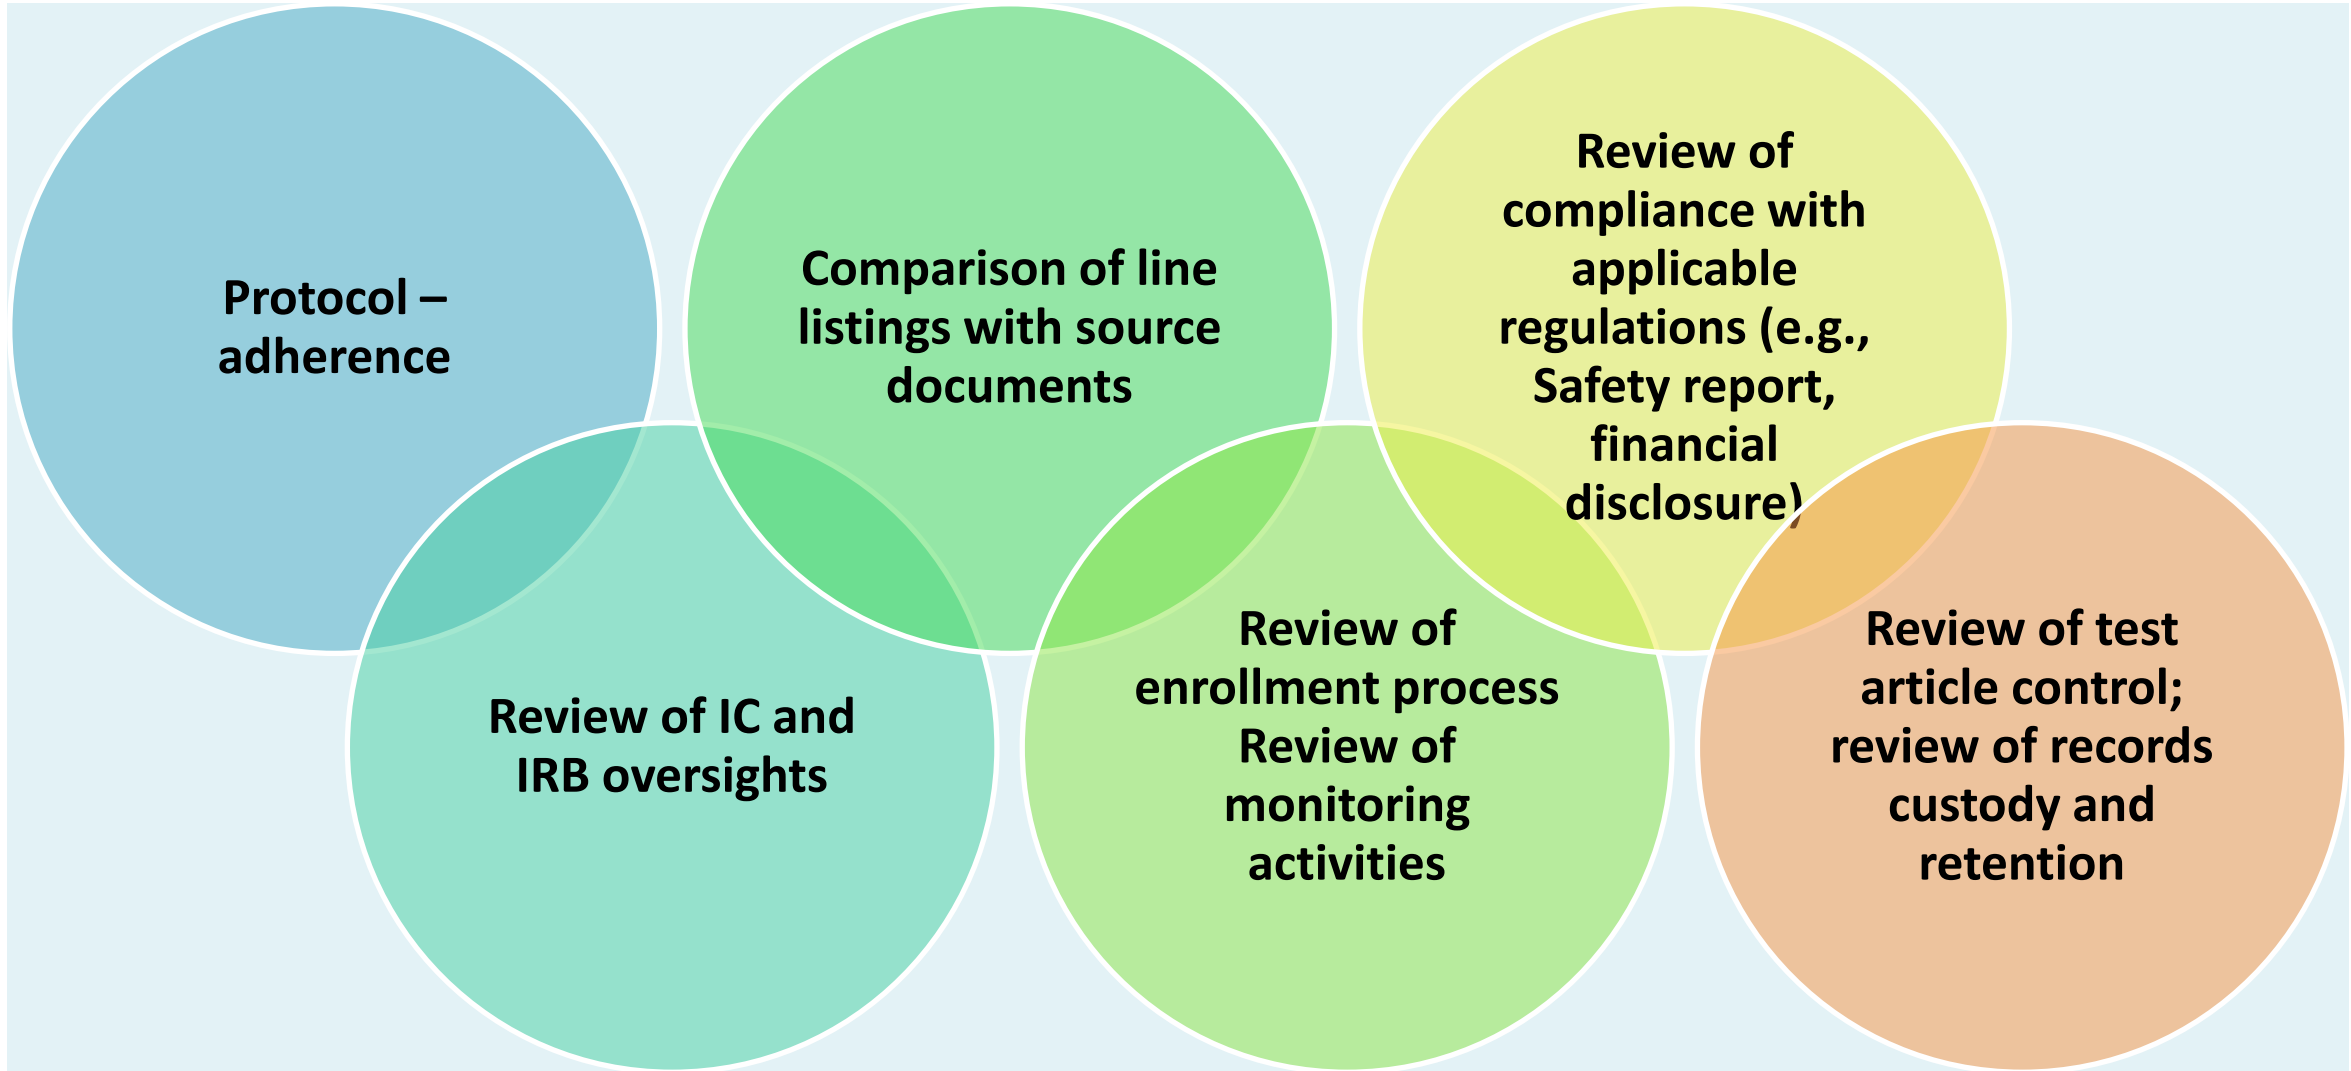 Protocol –
adherence
Review of IC and
IRB oversights
Comparison of line
listings with source
documents
Review of
enrollment process
Review of
monitoring
activities
Review of
compliance with
applicable
regulations (e.g.,
Safety report,
financial
disclosure)
Review of test
article control;
review of records
custody and
retention